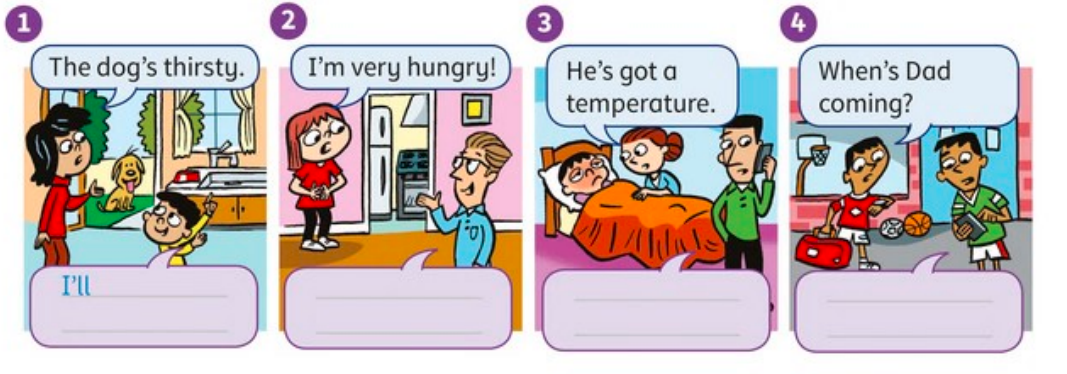 1
The dog's thirsty.
I'll
2
I'm very hungry!
3
He's got a
temperature.
4
When's Dad
coming?